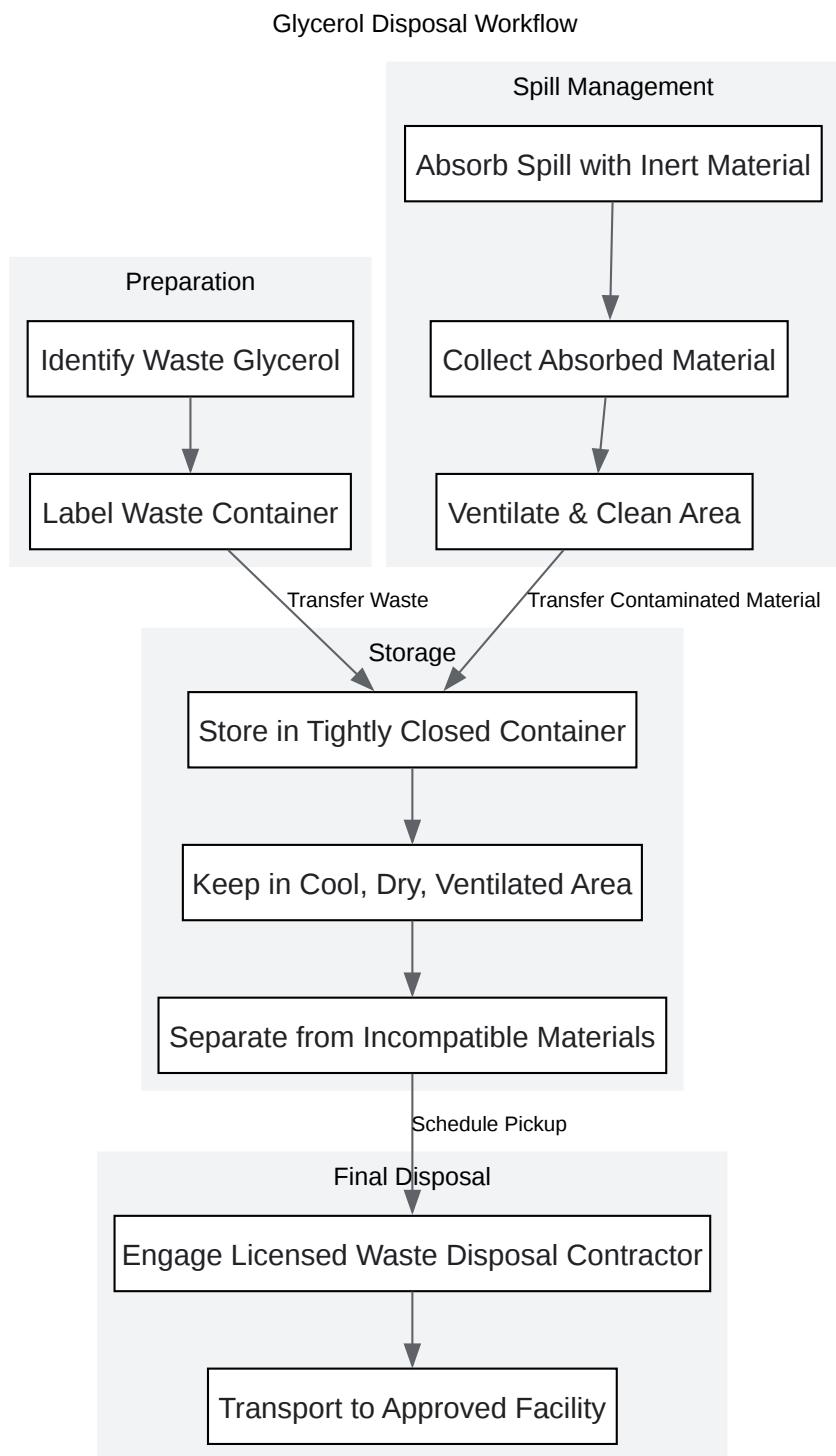 Glycerol Disposal Workflow
Spill Management
Absorb Spill with Inert Material
Preparation
Identify Waste Glycerol
Collect Absorbed Material
Label Waste Container
Ventilate & Clean Area
Transfer Waste
Transfer Contaminated Material
Storage
Store in Tightly Closed Container
Keep in Cool, Dry, Ventilated Area
Separate from Incompatible Materials
Schedule Pickup
Final Disposal
Engage Licensed Waste Disposal Contractor
Transport to Approved Facility